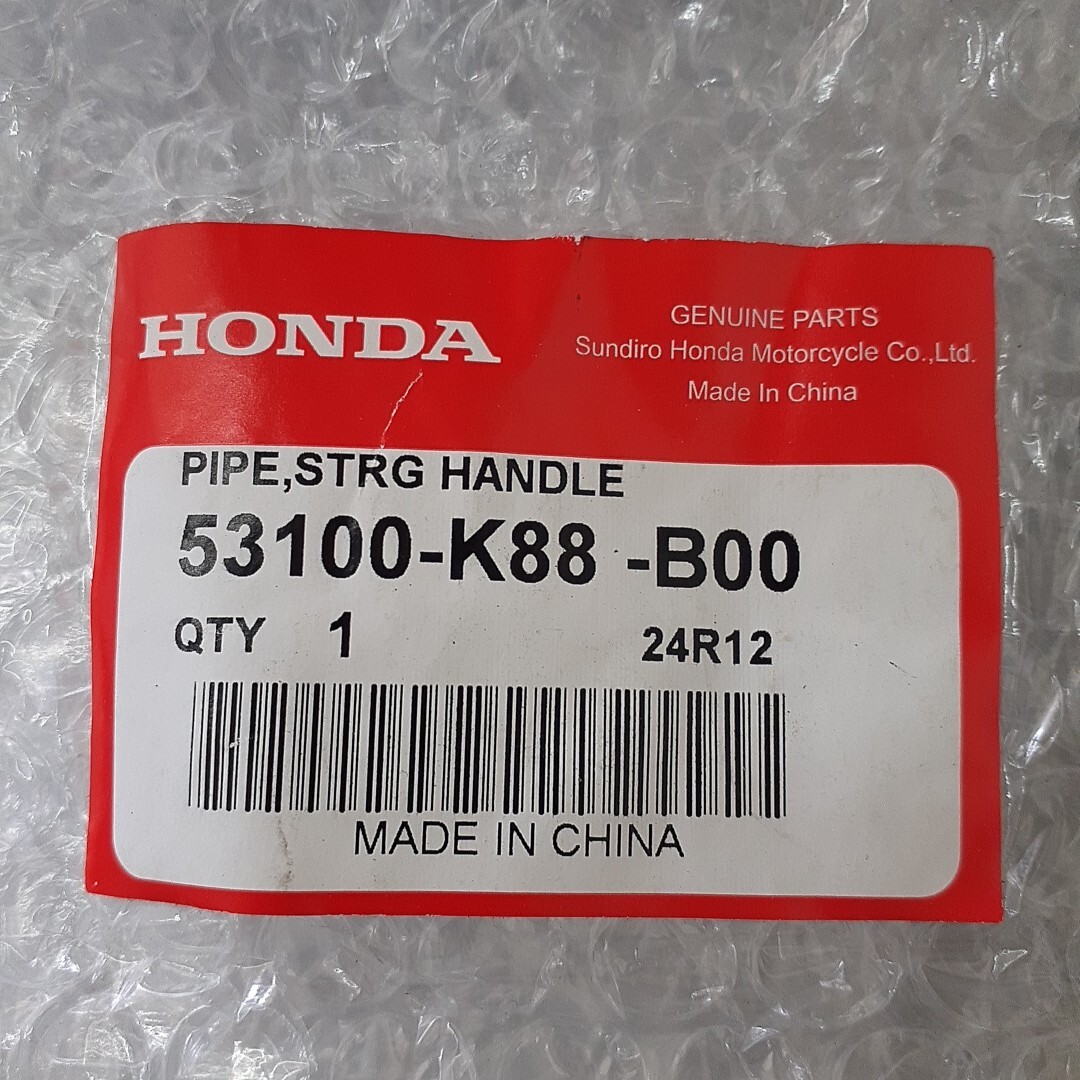 HONDA
GENUINE PARTS
Sundiro Honda Motorcycle Co.,Ltd.
Made In China
PIPE,STRG HANDLE
53100-K88 -B00
QTY 1 24R12
MADE IN CHINA